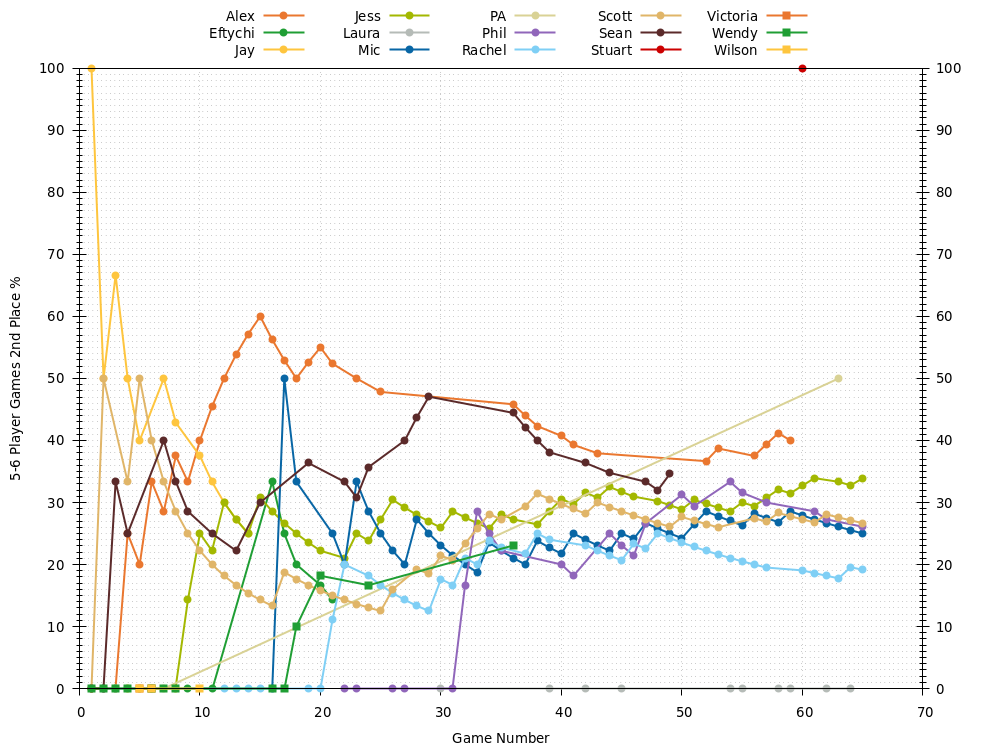 Alex Jess PA Scott Victoria
Eftychi Laura Phil Sean Wendy
Jay Mic Rachel Stuart Wilson
100 100
90 90
80 80
70 70
60 60
50 50
40 40
30 30
20 20
10 10
0 0
0 10 20 30 40 50 60 70
5-6 Player Games 2nd Place %
Game Number